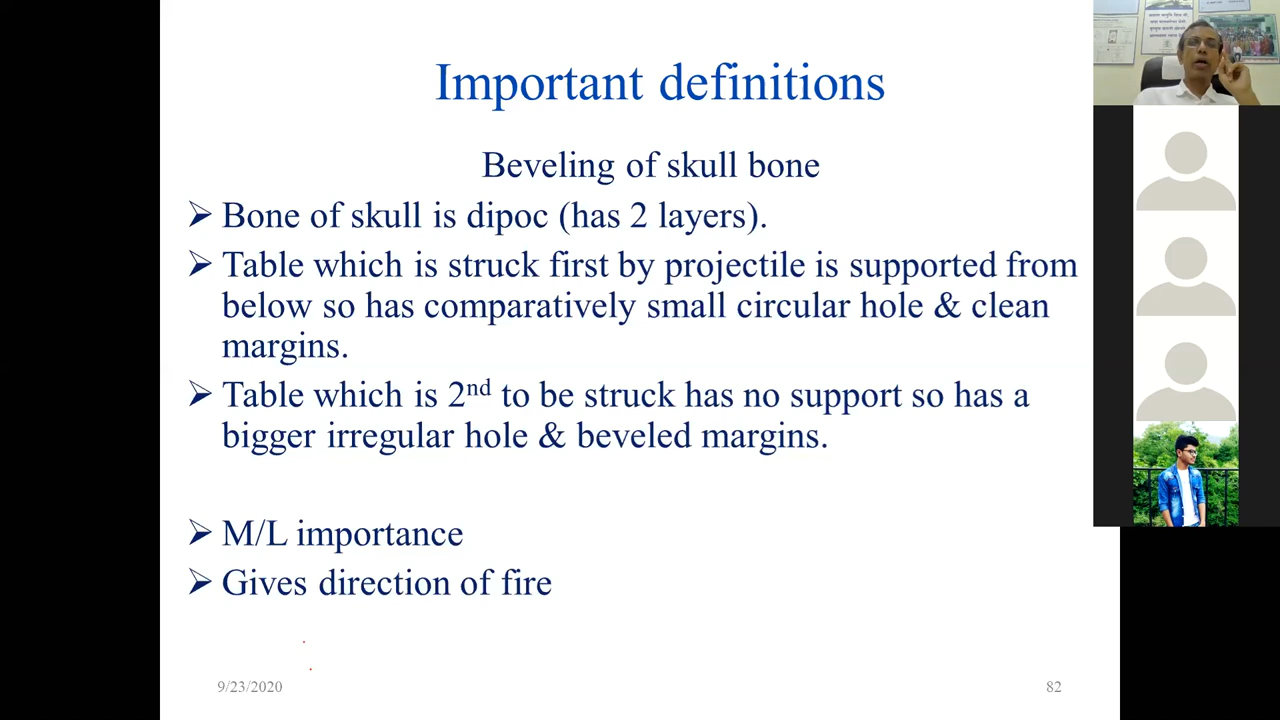 Important definitions
Beveling of skull bone
➢ Bone of skull is dipoc (has 2 layers).
➢ Table which is struck first by projectile is supported from
below so has comparatively small circular hole & clean
margins.
➢ Table which is 2nd to be struck has no support so has a
bigger irregular hole & beveled margins.
➢ M/L importance
➢ Gives direction of fire
9/23/2020
82